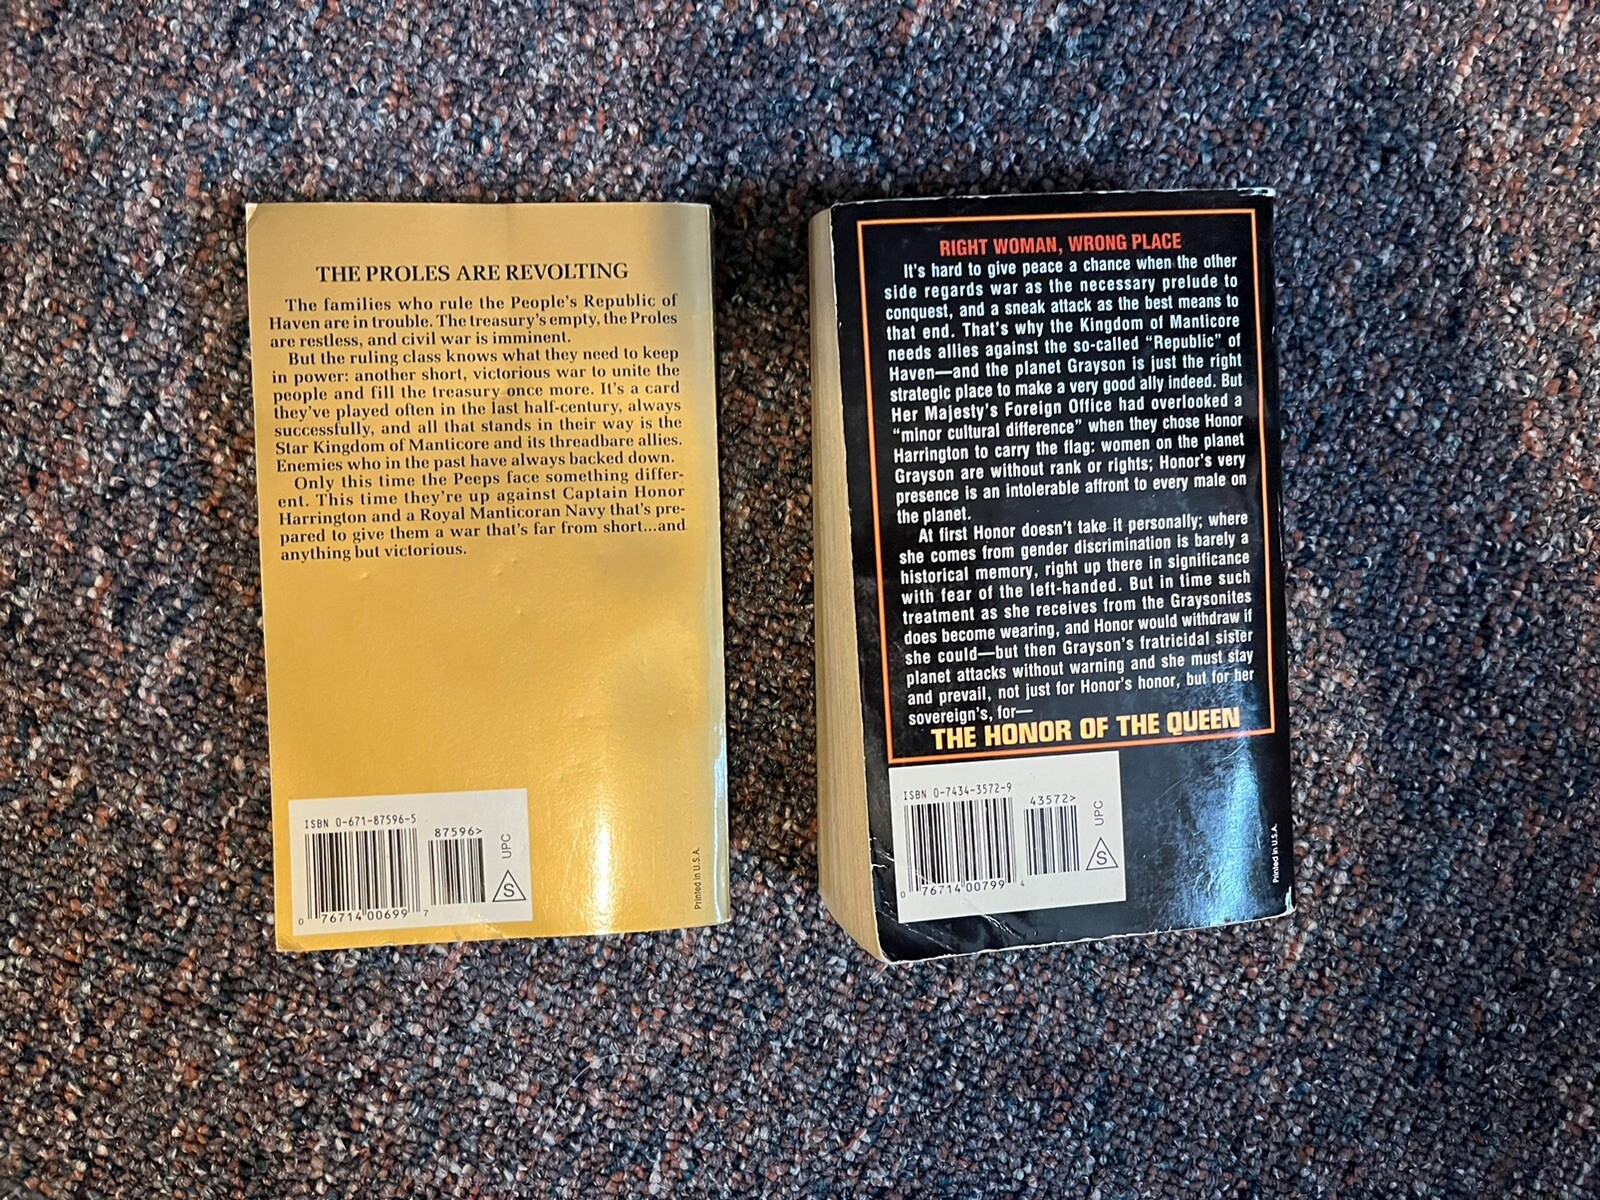 THE PROLES ARE REVOLTING
The families who rule the People's Republic of
Haven are in trouble. The treasury's empty, the Proles
are restless, and civil war is imminent.
But the ruling class knows what they need to keep
in power: another short, victorious war to unite the
people and fill the treasury once more. It's a card
they've played often in the last half-century, always
successfully, and all that stands in their way is the
Star Kingdom of Manticore and its threadbare allies.
Enemies who in the past have always backed down.
Only this time the Peeps face something differ-
ent. This time they're up against Captain Honor
Harrington and a Royal Manticoran Navy that's pre-
pared to give them a war that's far from short...and
anything but victorious.
ISBN 0-671-87596-5
87596>
UPC
S
0 76714 00699 7
Printed in U.S.A.
RIGHT WOMAN, WRONG PLACE
It's hard to give peace a chance when the other
side regards war as the necessary prelude to
conquest, and a sneak attack as the best means to
that end. That's why the Kingdom of Manticore
needs allies against the so-called "Republic" of
Haven—and the planet Grayson is just the right
strategic place to make a very good ally indeed. But
Her Majesty's Foreign Office had overlooked a
"minor cultural difference" when they chose Honor
Harrington to carry the flag: women on the planet
Grayson are without rank or rights; Honor's very
presence is an intolerable affront to every male on
the planet.
At first Honor doesn't take it personally; where
she comes from gender discrimination is barely a
historical memory, right up there in significance
with fear of the left-handed. But in time such
treatment as she receives from the Graysonites
does become wearing, and Honor would withdraw if
she could—but then Grayson's fratricidal sister
planet attacks without warning and she must stay
and prevail, not just for Honor's honor, but for her
sovereign's, for—
THE HONOR OF THE QUEEN
ISBN 0-7434-3572-9
43572>
UPC
S
0 76714 00799 4
Printed in U.S.A.